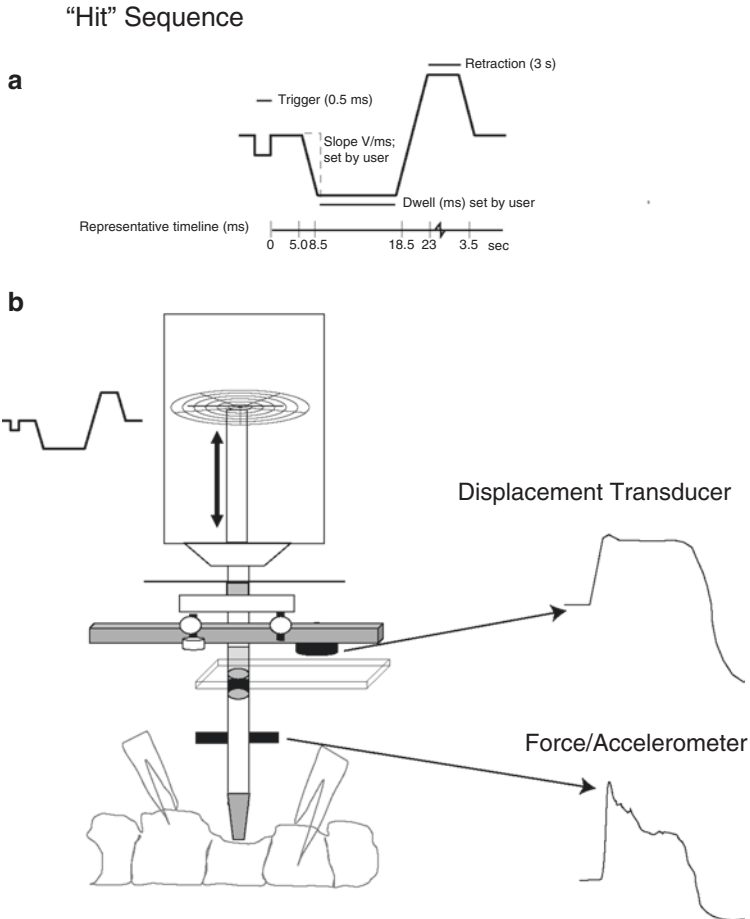 “Hit” Sequence
a
Retraction (3 s)
Trigger (0.5 ms)
Slope V/ms;
set by user
Dwell (ms) set by user
Representative timeline (ms)
0 5.0 8.5 18.5 23 3.5 sec
b
Displacement Transducer
Force/Accelerometer